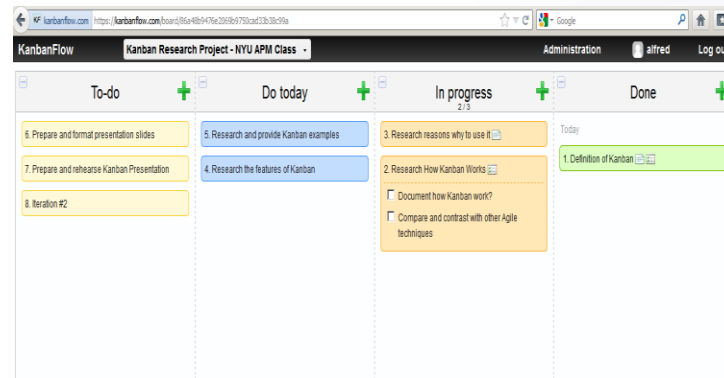 KF kanbanflow.com https://kanbanflow.com/board/86a48b9476e2069b9750cad33b38c99a
Google
KanbanFlow Kanban Research Project - NYU APM Class Administration alfred Log ou
To-do
Do today
In progress
2 / 3
Done
6. Prepare and format presentation slides
7. Prepare and rehearse Kanban Presentation
8. Iteration #2
5. Research and provide Kanban examples
4. Research the features of Kanban
3. Research reasons why to use it
2. Research How Kanban Works
Document how Kanban work?
Compare and contrast with other Agile
techniques
Today
1. Definition of Kanban